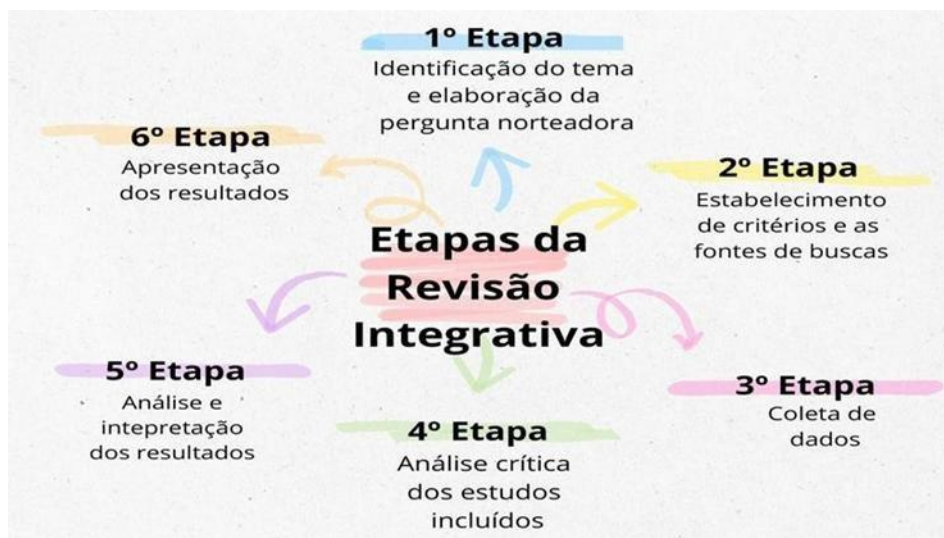 Etapas da
Revisão
Integrativa
1º Etapa
Identificação do tema
e elaboração da
pergunta norteadora
2º Etapa
Estabelecimento
de critérios e as
fontes de buscas
3º Etapa
Coleta de
dados
4º Etapa
Análise crítica
dos estudos
incluídos
5º Etapa
Análise e
intepretação
dos resultados
6º Etapa
Apresentação
dos resultados